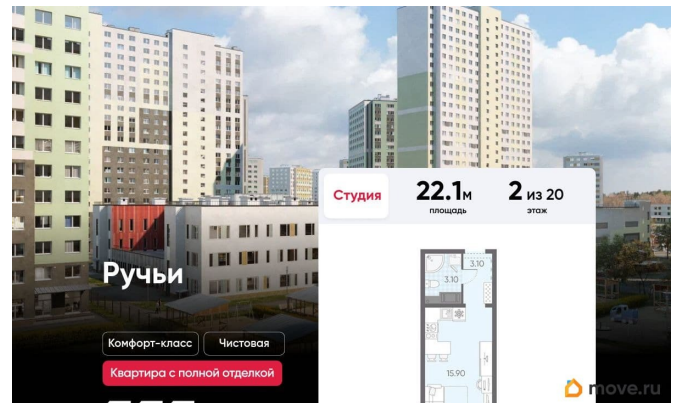 Студия
22.1м
площадь
2 из 20
этаж
3.10
3.10
15.90
Ручьи
Комфорт-класс
Чистовая
Квартира с полной отделкой
move.ru